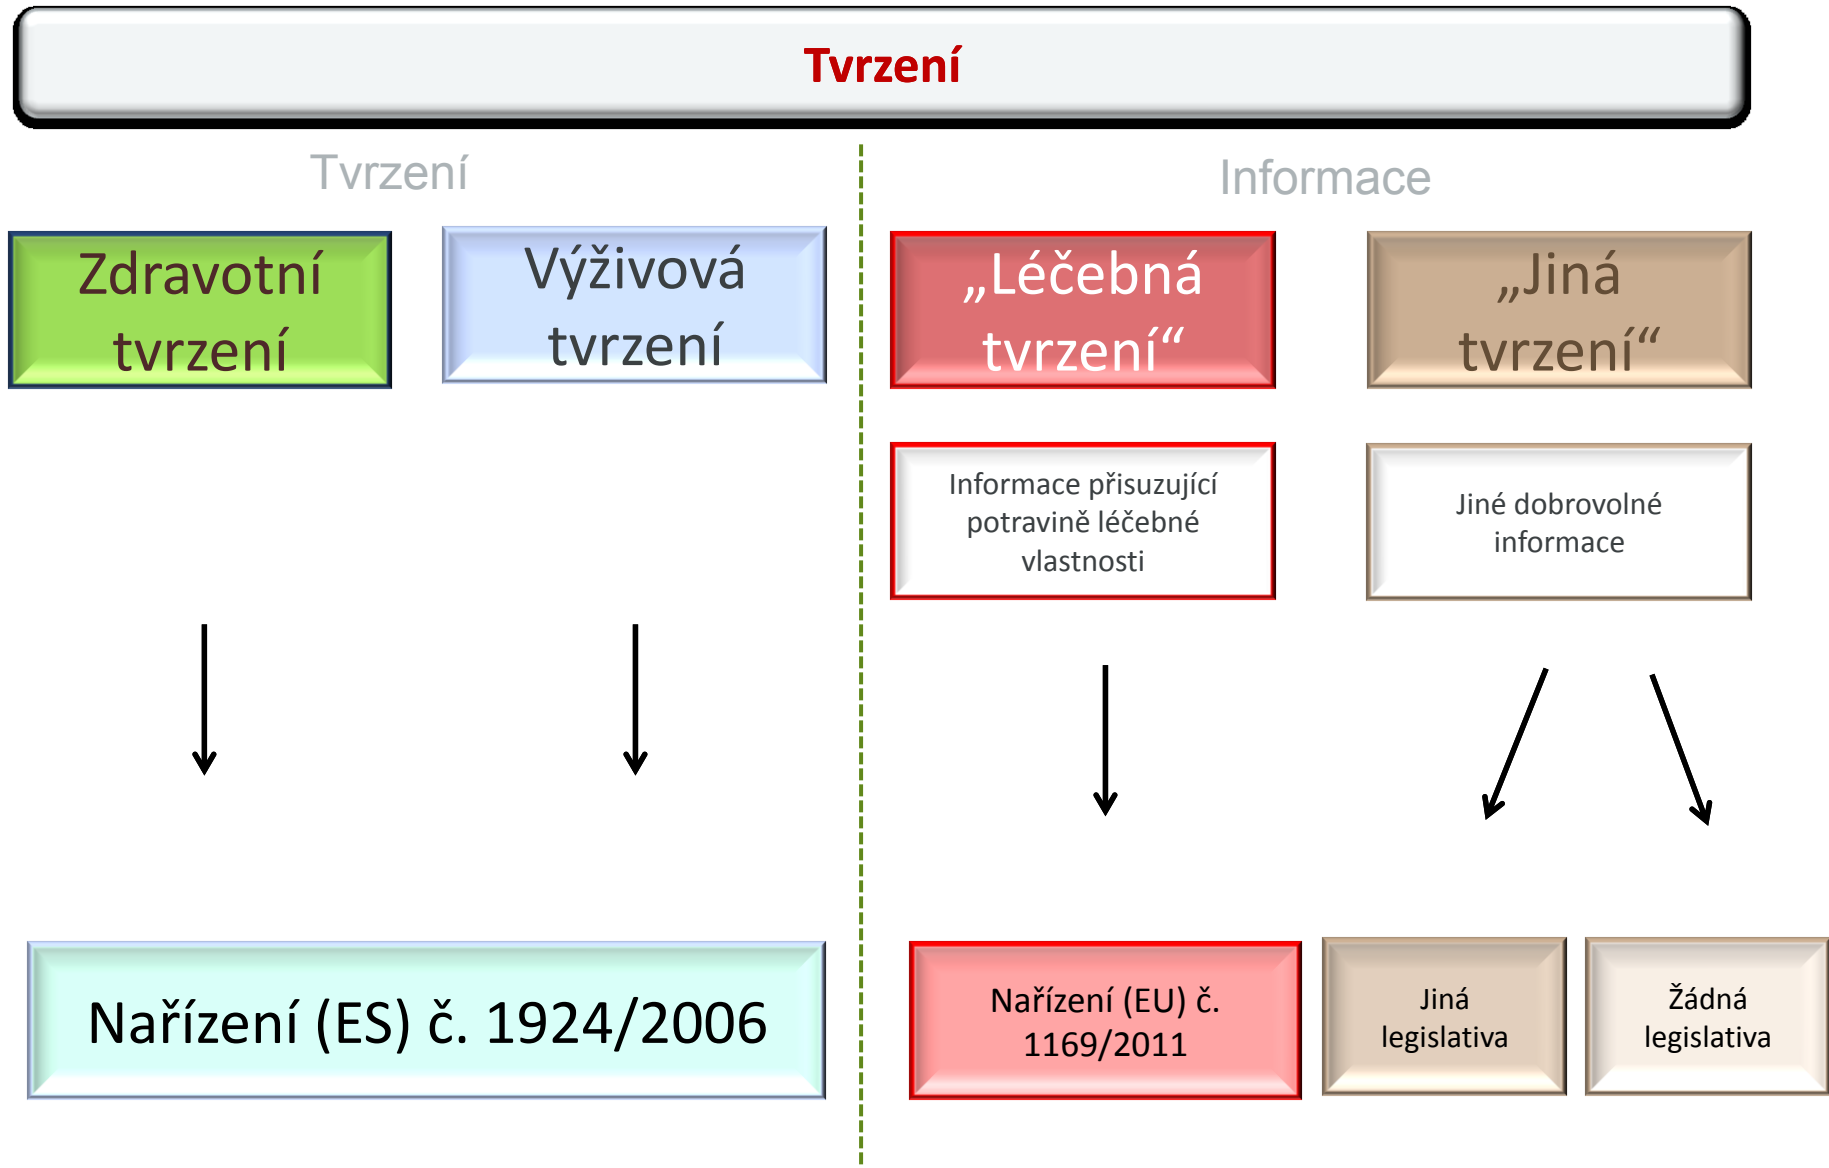 Tvrzení
Tvrzení
Informace
Zdravotní
tvrzení
Výživová
tvrzení
„Léčebná
tvrzení“
„Jiná
tvrzení“
Informace přisuzující
potravině léčebné
vlastnosti
Jiné dobrovolné
informace
Nařízení (ES) č. 1924/2006
Nařízení (EU) č.
1169/2011
Jiná
legislativa
Žádná
legislativa